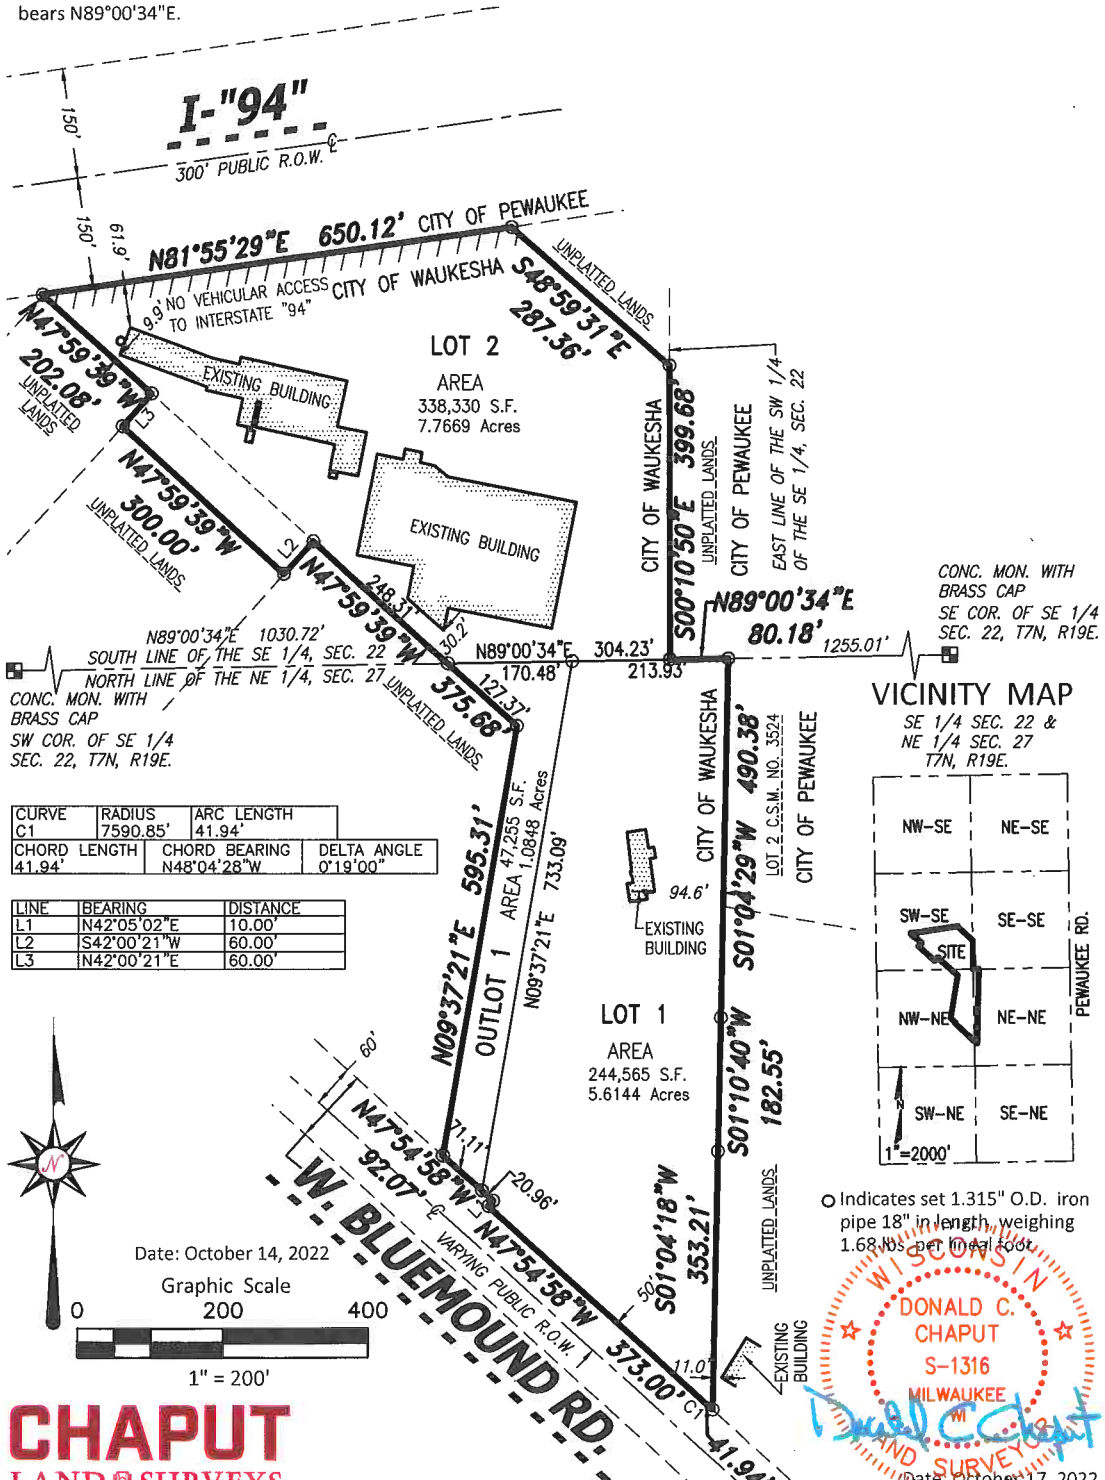 bears N89°00'34"E.
I-"94"
300' PUBLIC R.O.W.
150'
150'
61.9'
N81°55'29"E 650.12'
CITY OF PEWAUKEE
CITY OF WAUKESHA
9.9'
NO VEHICULAR ACCESS
TO INTERSTATE "94"
UNPLATTED LANDS
S48°59'31"E
287.36'
N47°59'39"W
202.08'
UNPLATTED
LANDS
L3
EXISTING BUILDING
LOT 2
AREA
338,330 S.F.
7.7669 Acres
N47°59'39"W
300.00'
UNPLATTED LANDS
L2
EXISTING BUILDING
CITY OF WAUKESHA
S00°10'50"E 399.68'
UNPLATTED LANDS
CITY OF PEWAUKEE
EAST LINE OF THE SW 1/4
OF THE SE 1/4, SEC. 22
N47°59'39"W
375.68'
248.31'
30.2'
127.37'
UNPLATTED LANDS
N89°00'34"E
80.18'
CONC. MON. WITH
BRASS CAP
SE COR. OF SE 1/4
SEC. 22, T7N, R19E.
N89°00'34"E 1030.72'
SOUTH LINE OF THE SE 1/4, SEC. 22
NORTH LINE OF THE NE 1/4, SEC. 27
N89°00'34"E
170.48'
304.23'
213.93'
1255.01'
CONC. MON. WITH
BRASS CAP
SW COR. OF SE 1/4
SEC. 22, T7N, R19E.
VICINITY MAP
SE 1/4 SEC. 22 &
NE 1/4 SEC. 27
T7N, R19E.
NW-SE
NE-SE
SW-SE
SE-SE
SITE
NW-NE
NE-NE
SW-NE
SE-NE
PEWAUKEE RD.
N
1"=2000'
CURVE RADIUS ARC LENGTH
C1 7590.85' 41.94'
CHORD LENGTH CHORD BEARING DELTA ANGLE
41.94' N48°04'28"W 0°19'00"
LINE BEARING DISTANCE
L1 N42°05'02"E 10.00'
L2 S42°00'21"W 60.00'
L3 N42°00'21"E 60.00'
N09°37'21"E 595.31'
OUTLOT 1
AREA 47,255 S.F.
1.0848 Acres
N09°37'21"E 733.09'
CITY OF WAUKESHA
S01°04'29"W 490.38'
LOT 2 C.S.M. NO. 3524
CITY OF PEWAUKEE
94.6'
EXISTING
BUILDING
LOT 1
AREA
244,565 S.F.
5.6144 Acres
S01°10'40"W
182.55'
S01°04'18"W
353.21'
UNPLATTED LANDS
60'
N47°54'58"W
92.07'
71.11'
20.96'
L1
W. BLUEMOUND RD.
VARYING PUBLIC R.O.W.
N47°54'58"W
373.00'
50'
11.0'
EXISTING
BUILDING
C1
41.94'
N
Date: October 14, 2022
Graphic Scale
0 200 400
1" = 200'
CHAPUT
LAND SURVEYS
Indicates set 1.315" O.D. iron
pipe 18" in length, weighing
1.68 lbs. per lineal foot.
WISCONSIN
DONALD C.
CHAPUT
S-1316
MILWAUKEE
WI
LAND SURVEYOR
Donald C. Chaput
Date: October 17, 2022